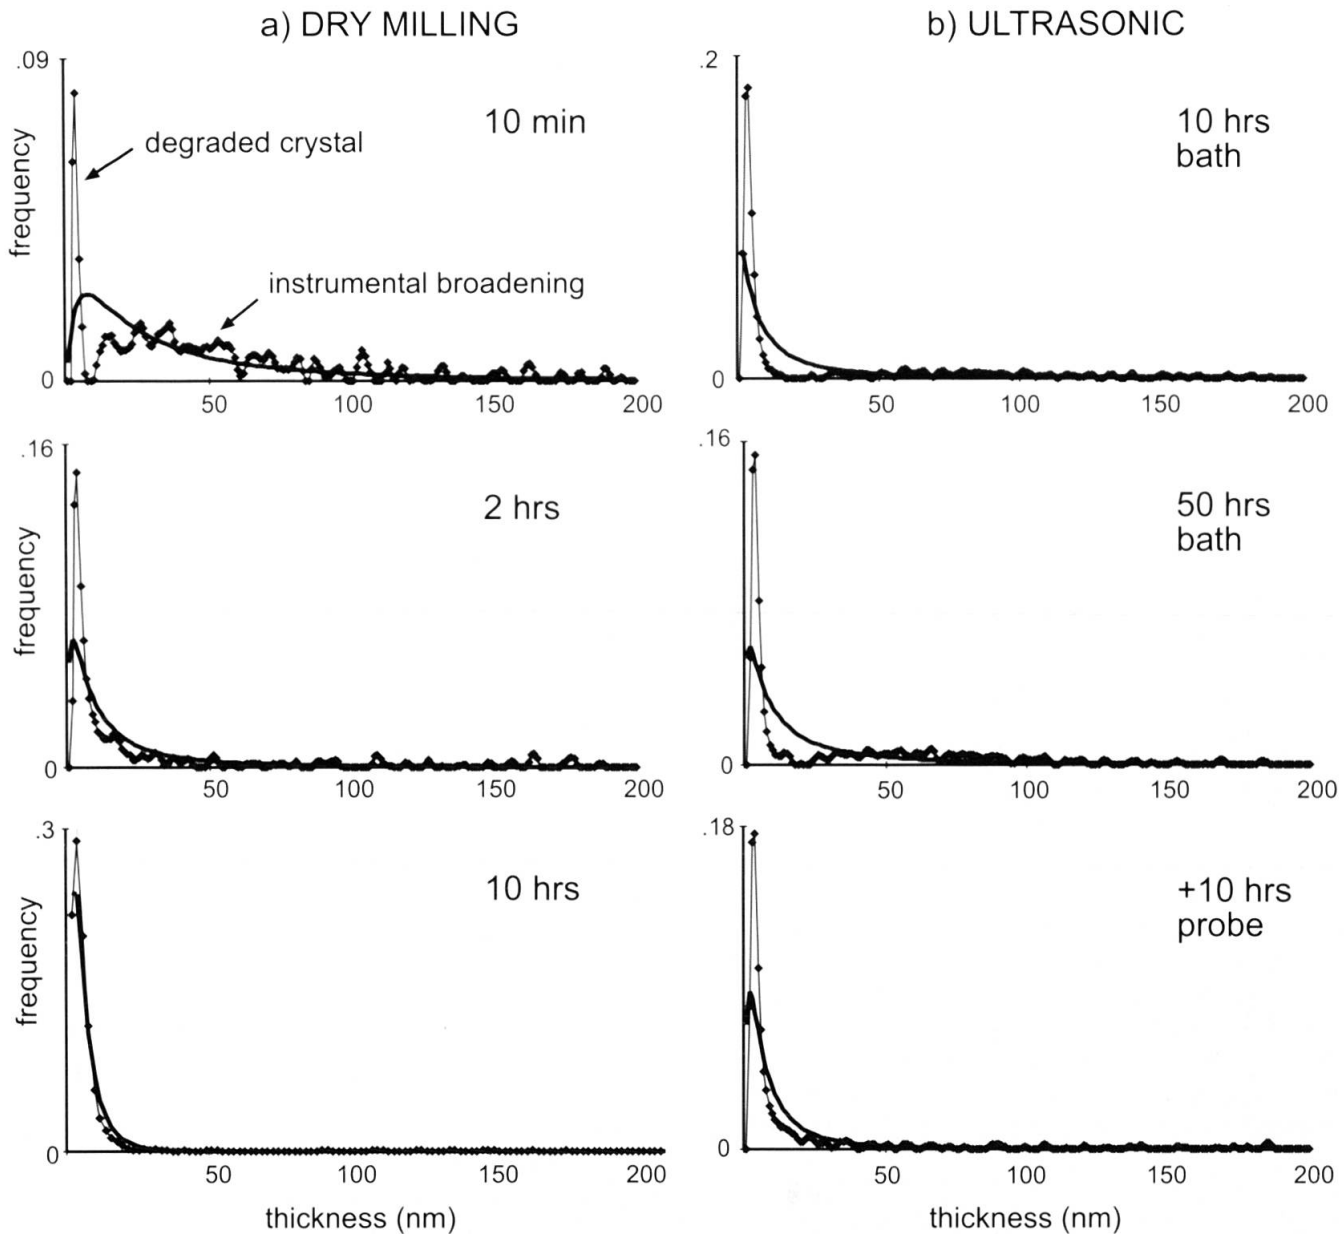 a) DRY MILLING
.09
frequency
10 min
degraded crystal
instrumental broadening
0
50
100
150
200
.16
frequency
2 hrs
0
50
100
150
200
.3
frequency
10 hrs
0
50
100
150
200
thickness (nm)
b) ULTRASONIC
.2
10 hrs
bath
0
50
100
150
200
.16
50 hrs
bath
0
50
100
150
200
.18
+10 hrs
probe
0
50
100
150
200
thickness (nm)